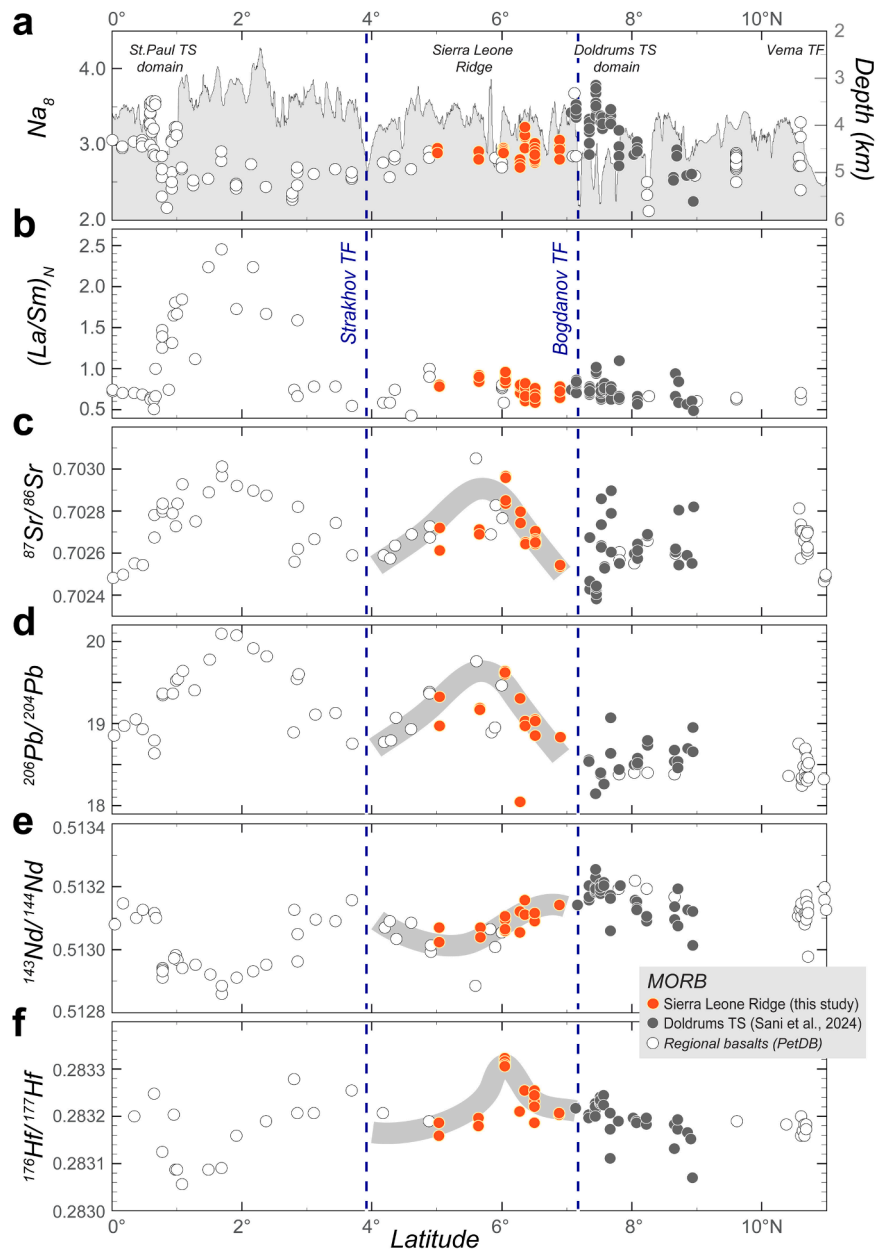 a
0°
2°
4°
6°
8°
10°N
St.Paul TS
domain
Sierra Leone
Ridge
Doldrums TS
domain
Vema TF
4.0
3.0
2.0
Na8
2
3
4
5
6
Depth (km)
b
2.5
2.0
1.5
1.0
0.5
(La/Sm)N
Strakhov TF
Bogdanov TF
c
0.7030
0.7028
0.7026
0.7024
87Sr/86Sr
d
20
19
18
206Pb/204Pb
e
0.5134
0.5132
0.5130
0.5128
143Nd/144Nd
MORB
Sierra Leone Ridge (this study)
Doldrums TS (Sani et al., 2024)
Regional basalts (PetDB)
f
0.2833
0.2832
0.2831
0.2830
176Hf/177Hf
0°
2°
4°
6°
8°
10°N
Latitude